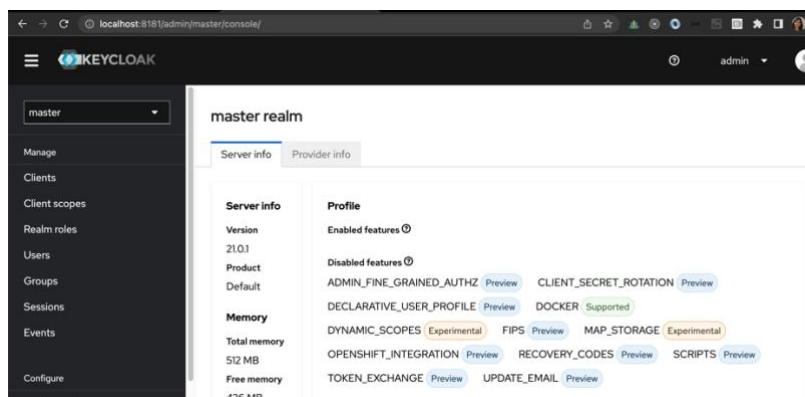 localhost:8181/admin/master/console/
KEYCLOAK
admin
master
Manage
Clients
Client scopes
Realm roles
Users
Groups
Sessions
Events
Configure
master realm
Server info Provider info
Server info
Version
21.0.1
Product
Default
Memory
Total memory
512 MB
Free memory
Profile
Enabled features
Disabled features
ADMIN_FINE_GRAINED_AUTHZ Preview CLIENT_SECRET_ROTATION Preview
DECLARATIVE_USER_PROFILE Preview DOCKER Supported
DYNAMIC_SCOPES Experimental FIPS Preview MAP_STORAGE Experimental
OPENSHIFT_INTEGRATION Preview RECOVERY_CODES Preview SCRIPTS Preview
TOKEN_EXCHANGE Preview UPDATE_EMAIL Preview